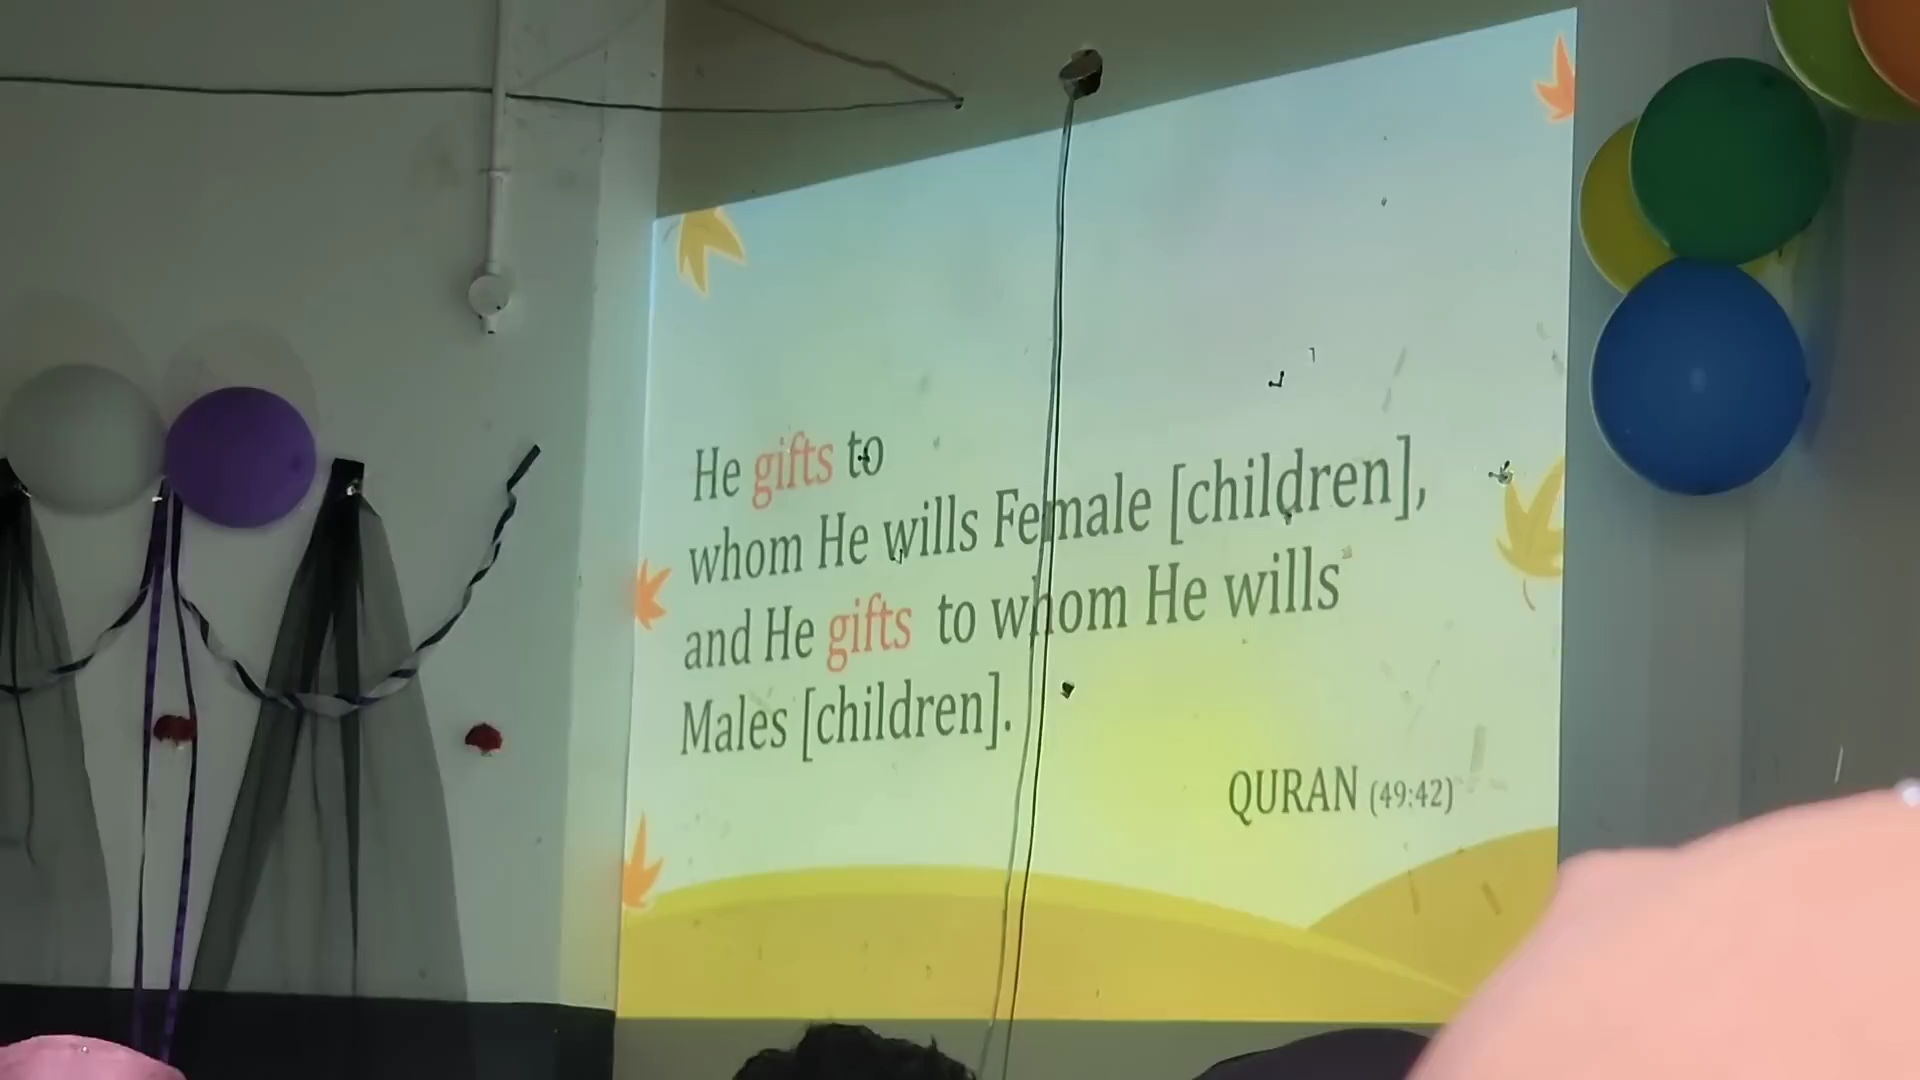 He gifts to
whom He wills Female [children],
and He gifts to whom He wills
Males [children].
QURAN (49:42)